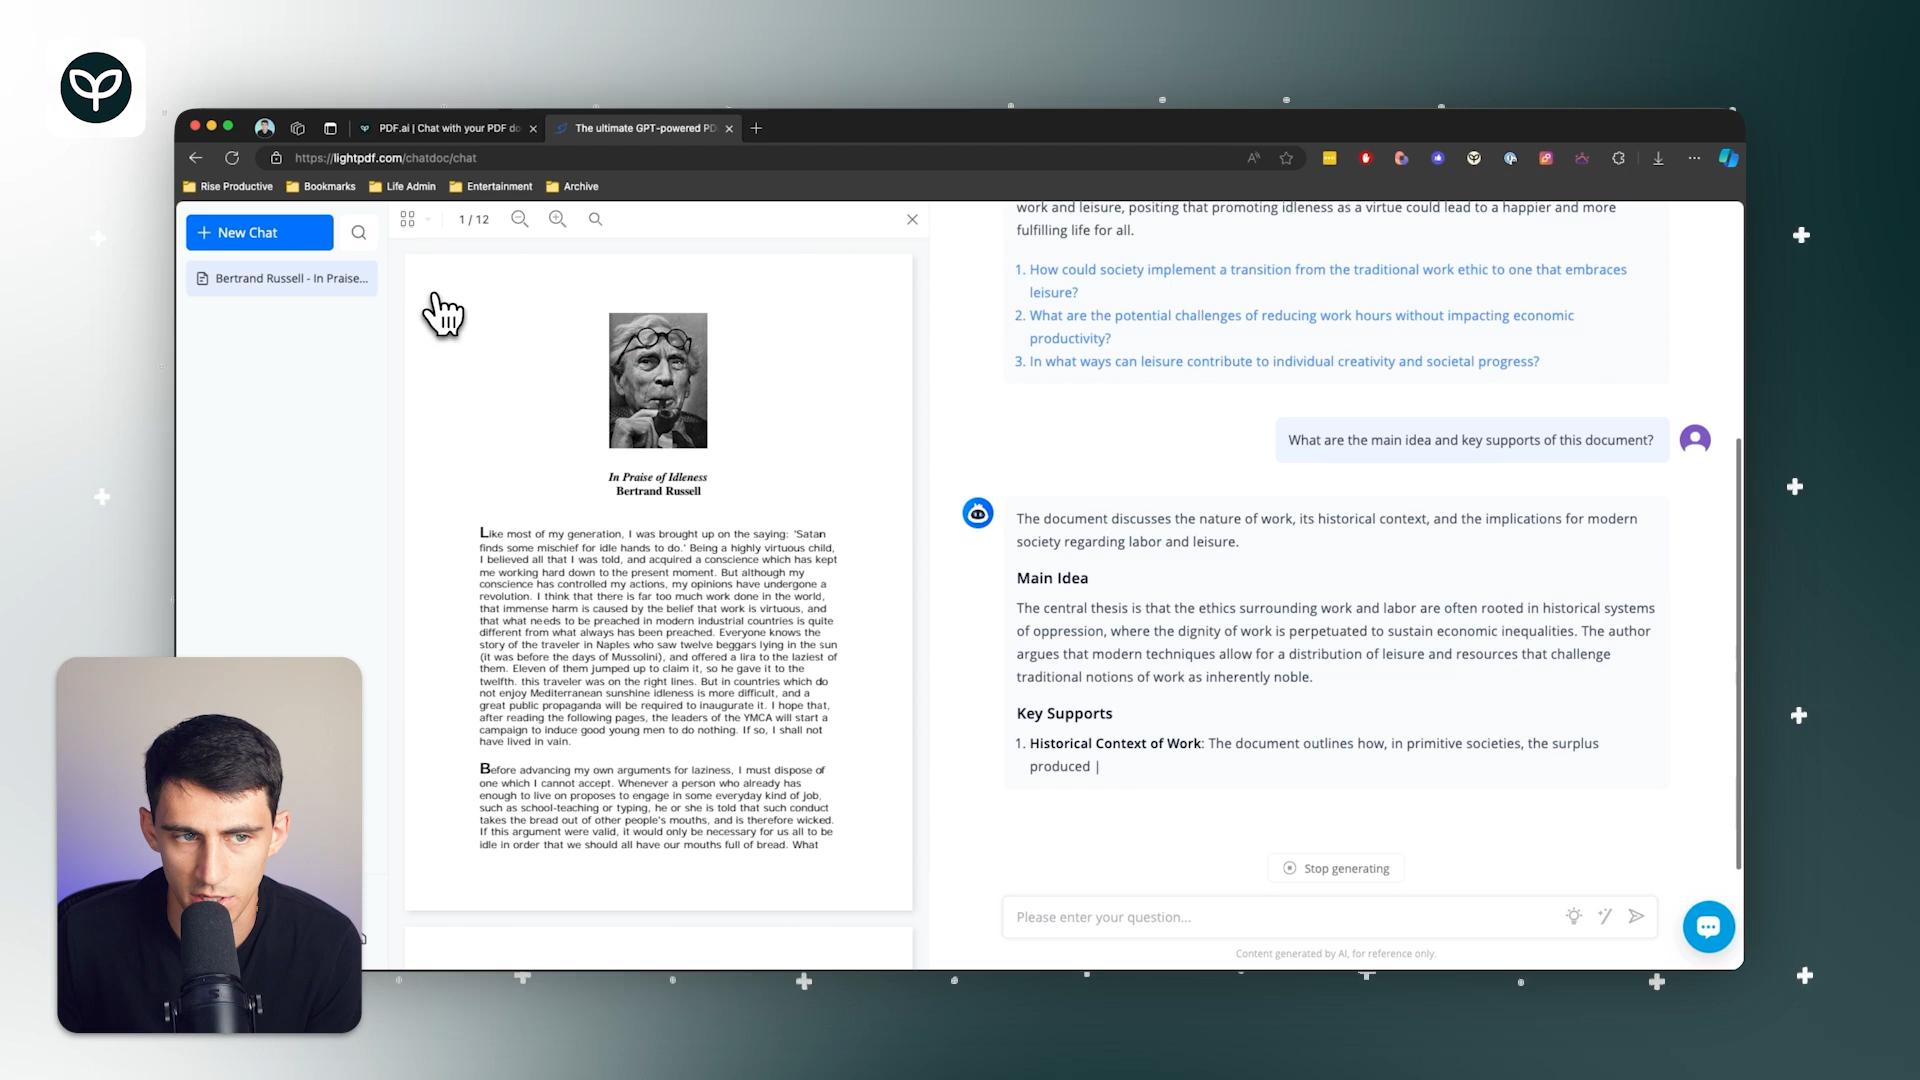 PDF.ai | Chat with your PDF do
The ultimate GPT-powered PD
https://lightpdf.com/chatdoc/chat
Rise Productive
Bookmarks
Life Admin
Entertainment
Archive
New Chat
Bertrand Russell - In Praise...
1 / 12
In Praise of Idleness
Bertrand Russell
Like most of my generation, I was brought up on the saying: 'Satan
finds some mischief for idle hands to do.' Being a highly virtuous child,
I believed all that I was told, and acquired a conscience which has kept
me working hard down to the present moment. But although my
conscience has controlled my actions, my opinions have undergone a
revolution. I think that there is far too much work done in the world,
that immense harm is caused by the belief that work is virtuous, and
that what needs to be preached in modern industrial countries is quite
different from what always has been preached. Everyone knows the
story of the traveler in Naples who saw twelve beggars lying in the sun
(it was before the days of Mussolini), and offered a lira to the laziest of
them. Eleven of them jumped up to claim it, so he gave it to the
twelfth. this traveler was on the right lines. But in countries which do
not enjoy Mediterranean sunshine idleness is more difficult, and a
great public propaganda will be required to inaugurate it. I hope that,
after reading the following pages, the leaders of the YMCA will start a
campaign to induce good young men to do nothing. If so, I shall not
have lived in vain.
Before advancing my own arguments for laziness, I must dispose of
one which I cannot accept. Whenever a person who already has
enough to live on proposes to engage in some everyday kind of job,
such as school-teaching or typing, he or she is told that such conduct
takes the bread out of other people's mouths, and is therefore wicked.
If this argument were valid, it would only be necessary for us all to be
idle in order that we should all have our mouths full of bread. What
work and leisure, positing that promoting idleness as a virtue could lead to a happier and more
fulfilling life for all.
1. How could society implement a transition from the traditional work ethic to one that embraces
leisure?
2. What are the potential challenges of reducing work hours without impacting economic
productivity?
3. In what ways can leisure contribute to individual creativity and societal progress?
What are the main idea and key supports of this document?
The document discusses the nature of work, its historical context, and the implications for modern
society regarding labor and leisure.
Main Idea
The central thesis is that the ethics surrounding work and labor are often rooted in historical systems
of oppression, where the dignity of work is perpetuated to sustain economic inequalities. The author
argues that modern techniques allow for a distribution of leisure and resources that challenge
traditional notions of work as inherently noble.
Key Supports
1. Historical Context of Work: The document outlines how, in primitive societies, the surplus
produced |
Stop generating
Please enter your question...
Content generated by AI, for reference only.